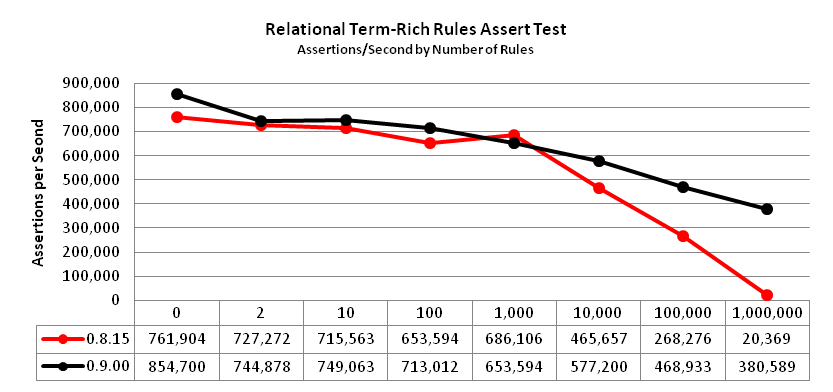 Relational Term-Rich Rules Assert Test
Assertions/Second by Number of Rules
Assertions per Seond
900,000
800,000
700,000
600,000
500,000
400,000
300,000
200,000
100,000
0
0 2 10 100 1,000 10,000 100,000 1,000,000
0.8.15 761,904 727,272 715,563 653,594 686,106 465,657 268,276 20,369
0.9.00 854,700 744,878 749,063 713,012 653,594 577,200 468,933 380,589